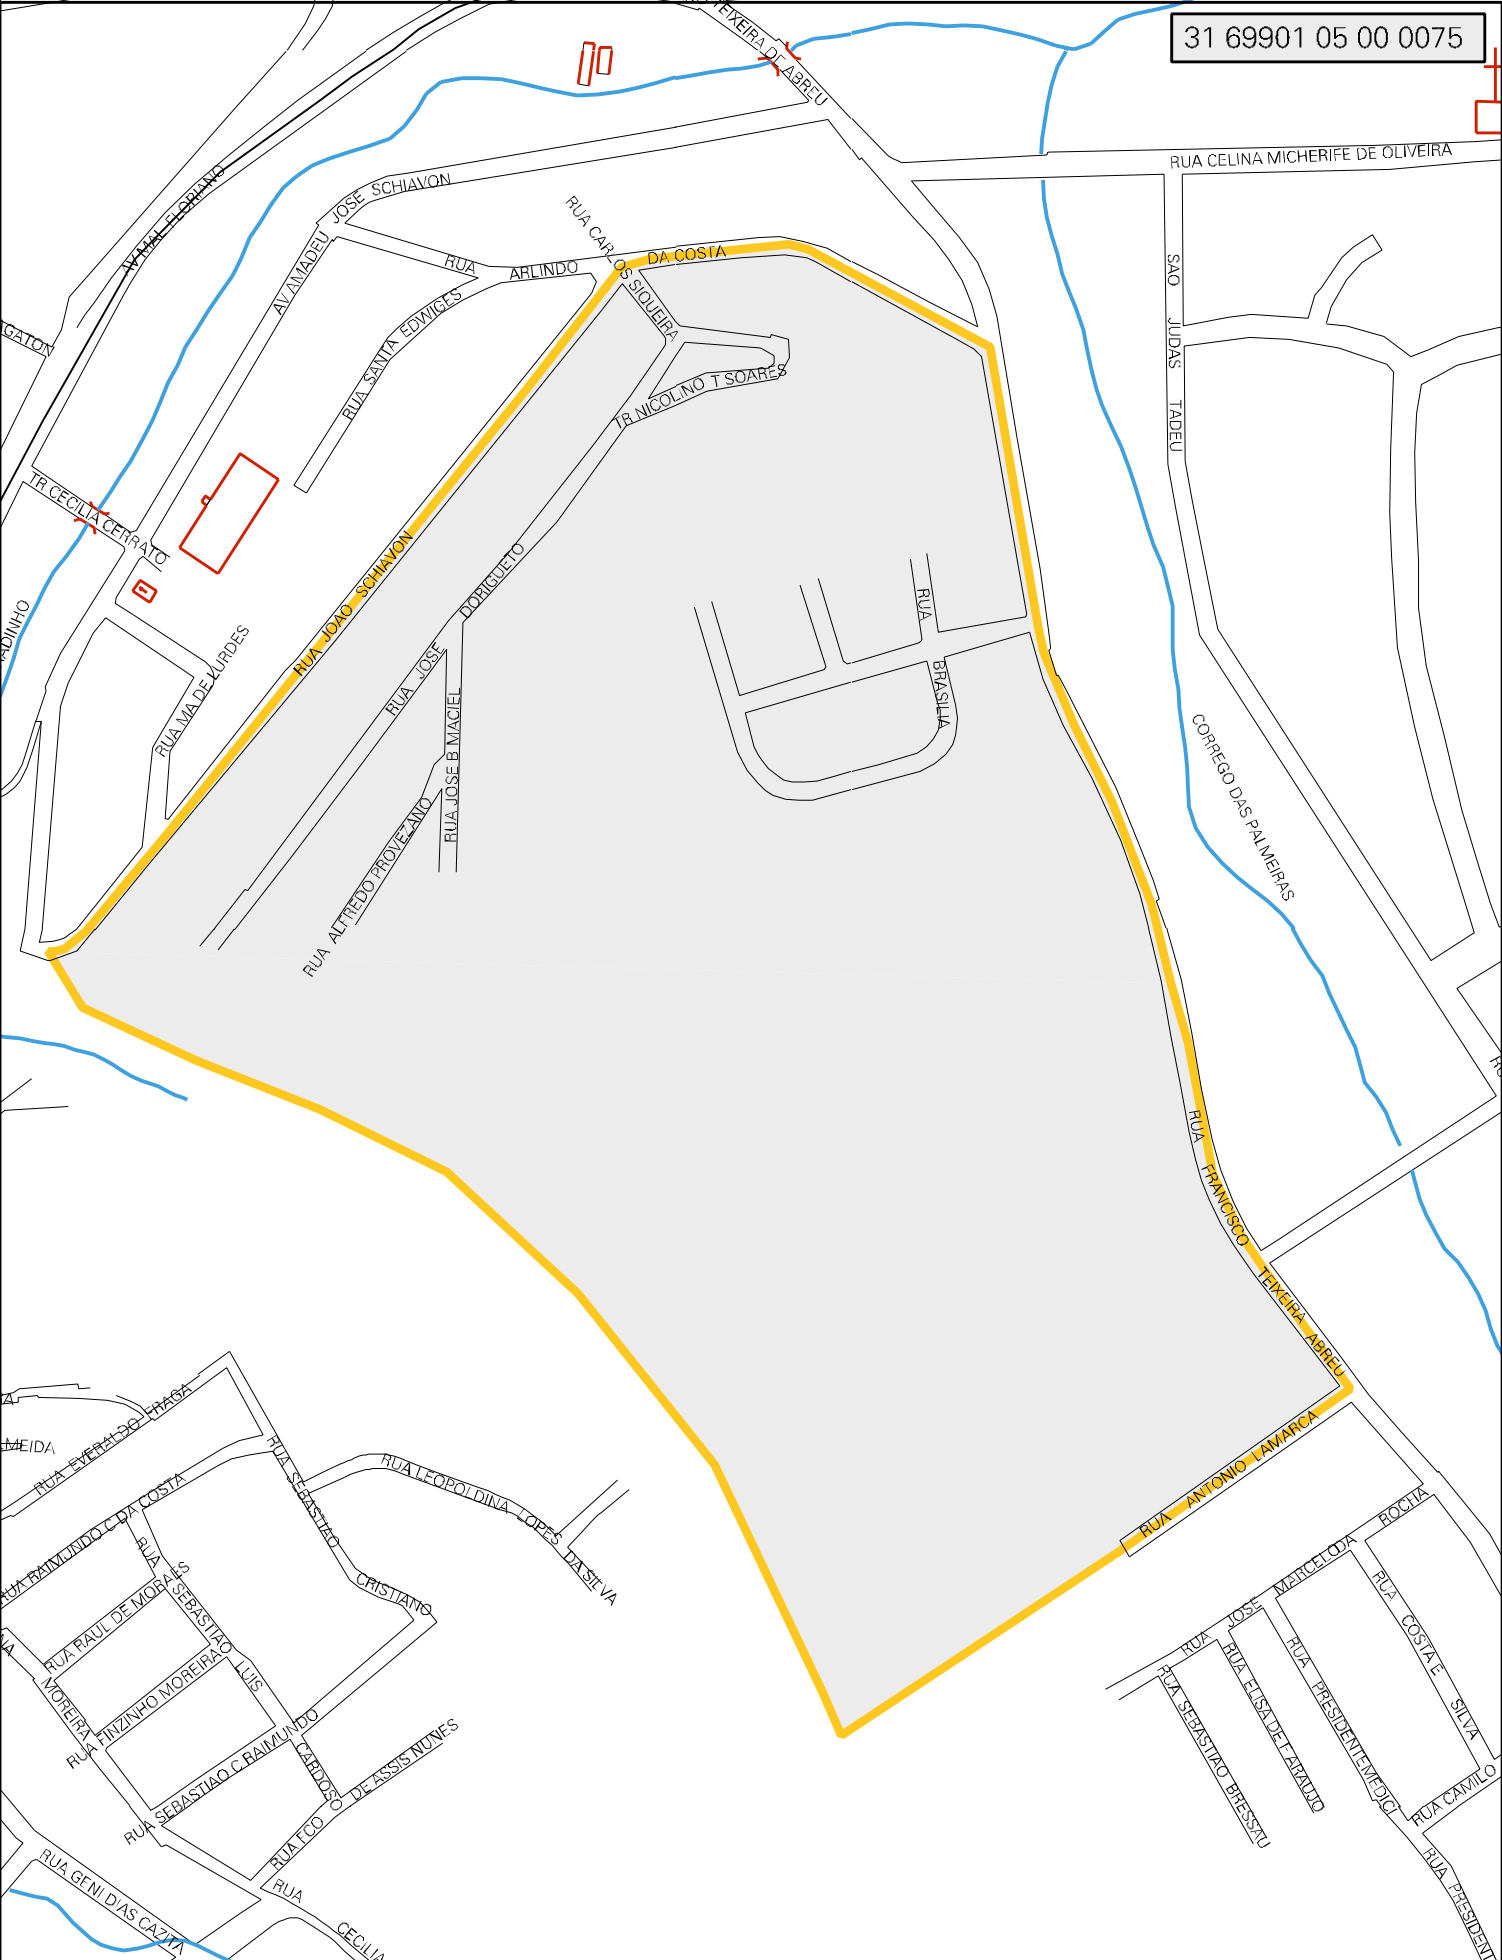 31 69901 05 00 0075
TEIXEIRA DE ABREU
RUA CELINA MICHERIFE DE OLIVEIRA
AV MAL FLORIANO
AV AMADEU JOSE SCHIAVON
RUA CARLOS SIQUEIRA
RUA ARLINDO DA COSTA
RUA SANTA EDWIGES
SAO JUDAS TADEU
GATON
TR NICOLINO T SOARES
TR CECILIA CERRATO
RUA JOAO SCHIAVON
RUA JOSE DORIGUETO
ADINHO
RUA MA DE LURDES
RUA BRASILIA
RUA JOSE B MACIEL
RUA ALFREDO PROVEZANO
CORREGO DAS PALMEIRAS
RUA FRANCISCO TEIXEIRA ABREU
RUA ANTONIO LAMARCA
RUA EVERALDO FRAGA
MEIDA
RUA RAIMUNDO C DA COSTA
RUA SEBASTIAO CRISTIANO
RUA LEOPOLDINA LOPES DA SILVA
RUA SEBASTIAO LUIS CARDOSO
RUA RAUL DE MORAES
RUA FINZINHO MOREIRA
NA MOREIRA
RUA SEBASTIAO C RAIMUNDO
RUA FCO DE ASSIS NUNES
RUA GENI DIAS CAZITA
RUA CECILIA
RUA JOSE MARCELO DA ROCHA
RUA COSTA E SILVA
RUA PRESIDENTE MEDICI
RUA ELISA DE F ARAUJO
RUA SEBASTIAO BRESSAU
RUA CAMILO
RUA PRESIDENT